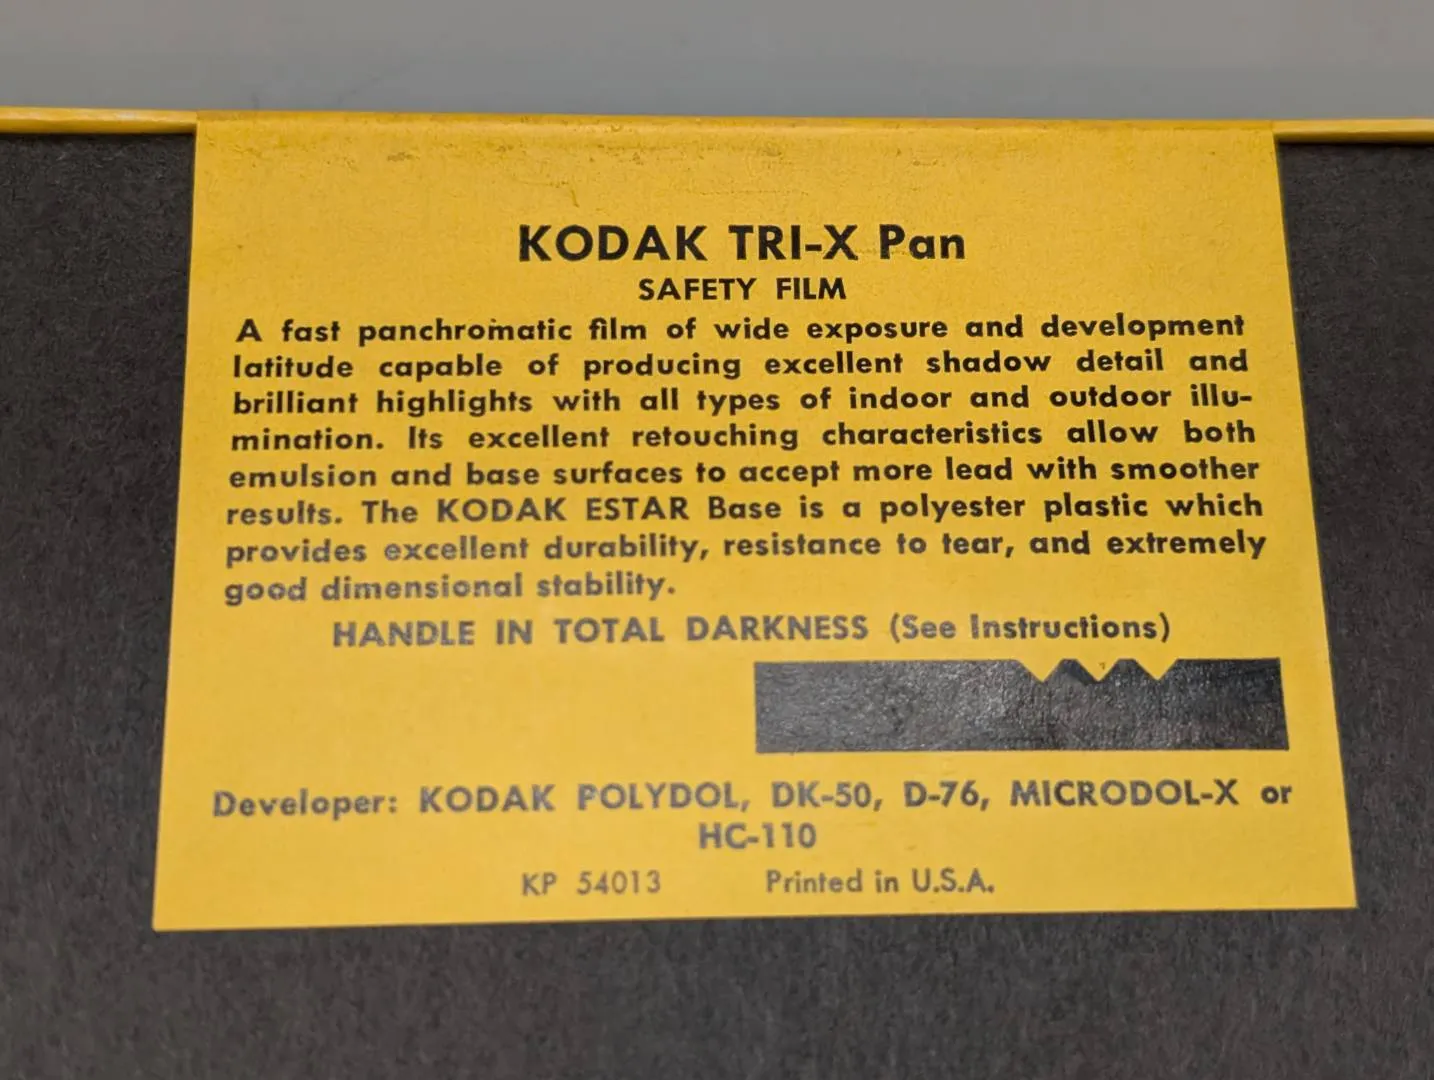 KODAK TRI-X Pan
SAFETY FILM
A fast panchromatic film of wide exposure and development
latitude capable of producing excellent shadow detail and
brilliant highlights with all types of indoor and outdoor illu-
mination. Its excellent retouching characteristics allow both
emulsion and base surfaces to accept more lead with smoother
results. The KODAK ESTAR Base is a polyester plastic which
provides excellent durability, resistance to tear, and extremely
good dimensional stability.
HANDLE IN TOTAL DARKNESS (See Instructions)
Developer: KODAK POLYDOL, DK-50, D-76, MICRODOL-X or
HC-110
KP 54013 Printed in U.S.A.